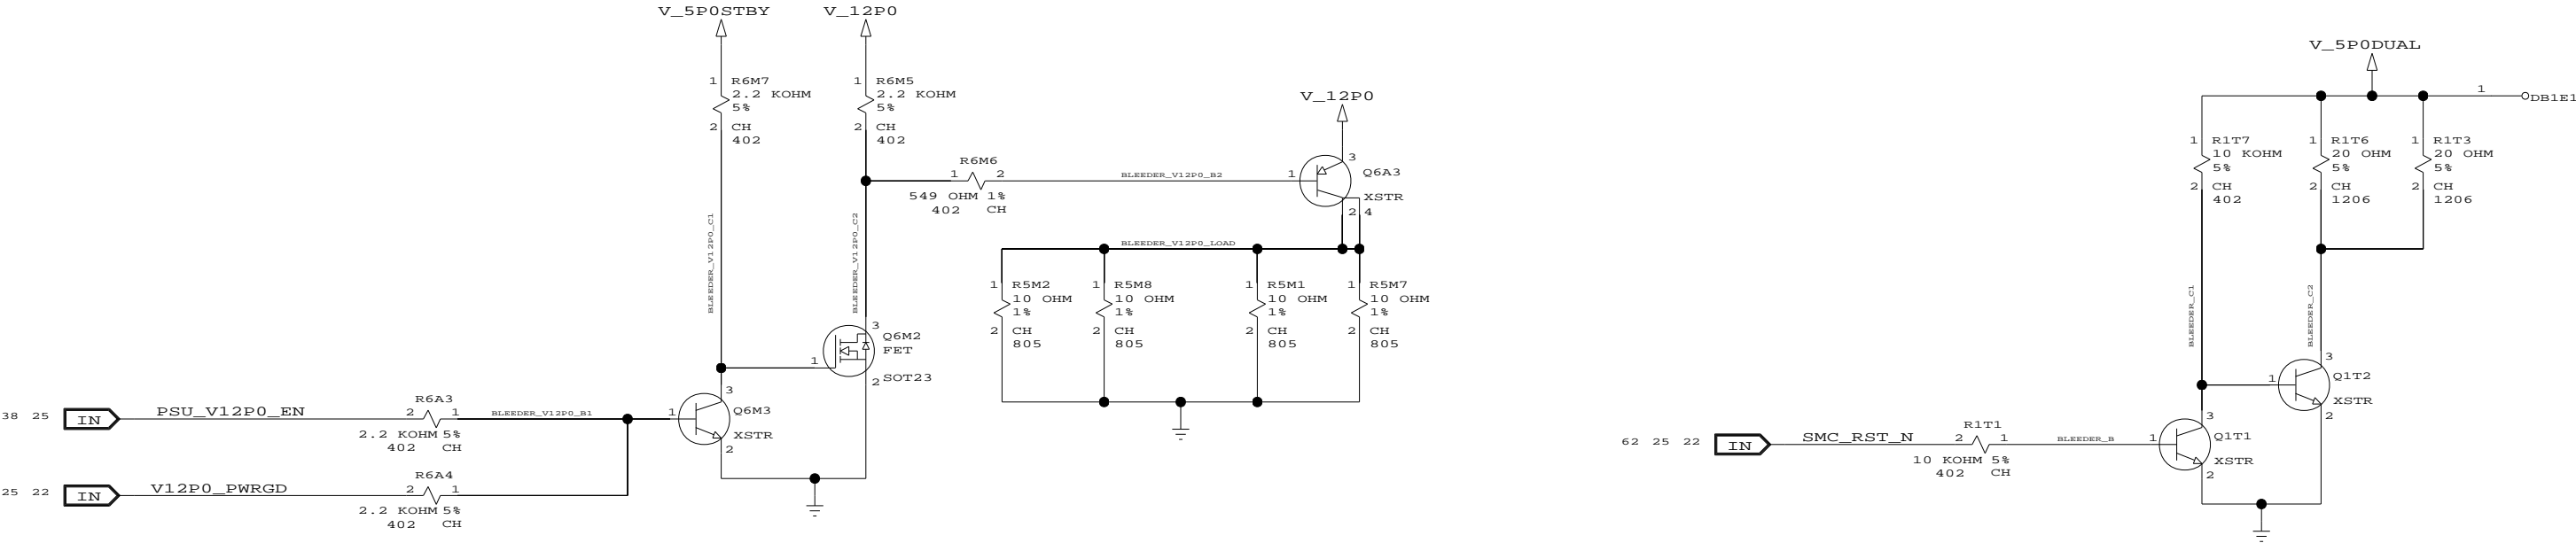 V_5P0STBY
V_12P0
1 R6M7
2.2 KOHM
5%
2 CH
402
1 R6M5
2.2 KOHM
5%
2 CH
402
BLEEDER_V12P0_C1
BLEEDER_V12P0_C2
R6M6
1 2
549 OHM 1%
402 CH
BLEEDER_V12P0_B2
V_12P0
1
3
Q6A3
XSTR
2 4
BLEEDER_V12P0_LOAD
1 R5M2
10 OHM
1%
2 CH
805
1 R5M8
10 OHM
1%
2 CH
805
1 R5M1
10 OHM
1%
2 CH
805
1 R5M7
10 OHM
1%
2 CH
805
3
Q6M2
FET
1
2 SOT23
38 25 IN PSU_V12P0_EN
R6A3
2 1
2.2 KOHM 5%
402 CH
BLEEDER_V12P0_B1
1
3
Q6M3
XSTR
2
25 22 IN V12P0_PWRGD
R6A4
2 1
2.2 KOHM 5%
402 CH
V_5P0DUAL
1
DB1E1
1 R1T7
10 KOHM
5%
2 CH
402
1 R1T6
20 OHM
5%
2 CH
1206
1 R1T3
20 OHM
5%
2 CH
1206
BLEEDER_C1
BLEEDER_C2
3
1
Q1T2
XSTR
2
62 25 22 IN SMC_RST_N
R1T1
2 1
10 KOHM 5%
402 CH
BLEEDER_B
1
3
Q1T1
XSTR
2